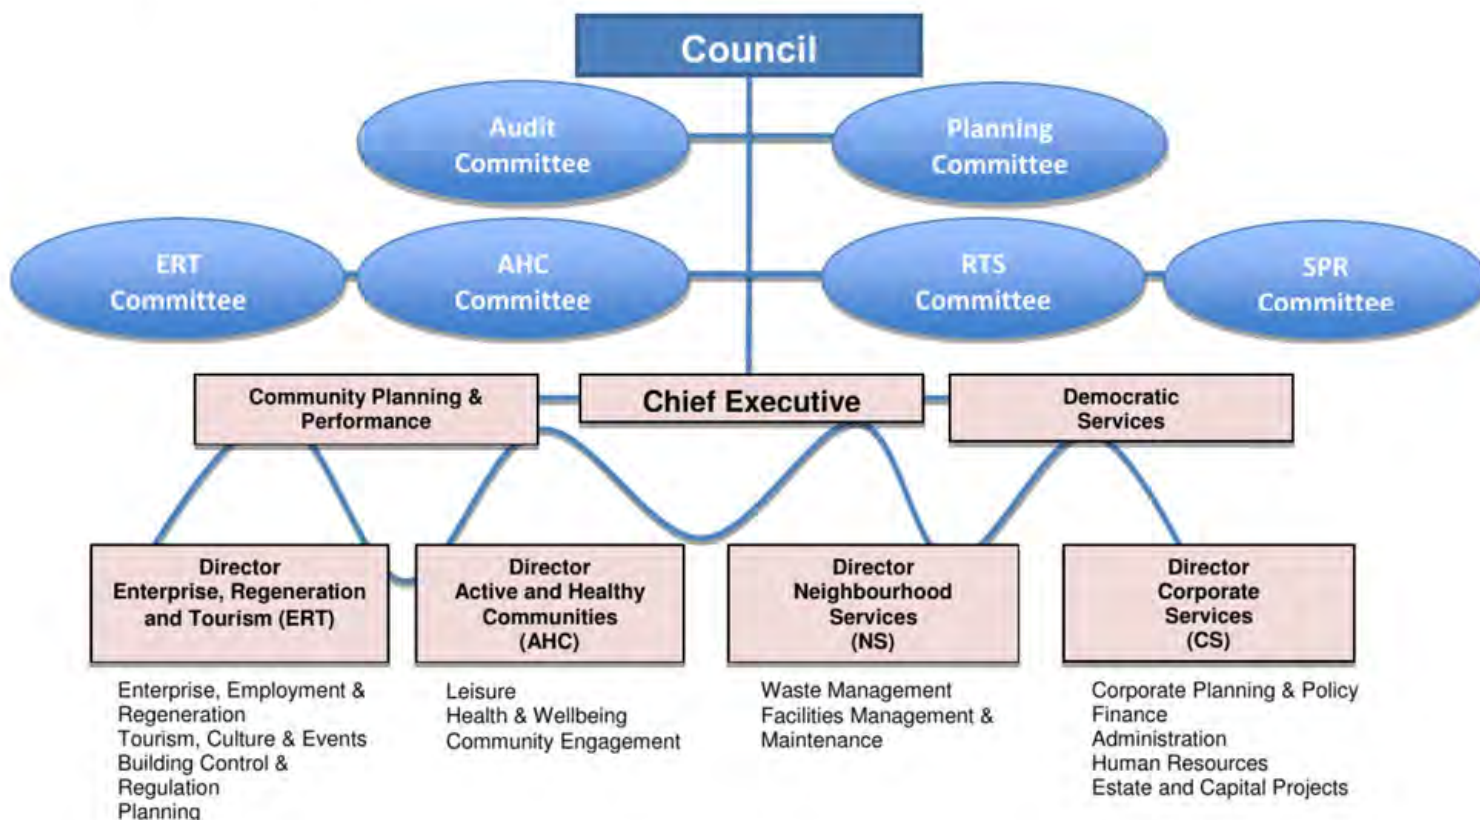 Council
Audit
Committee
Planning
Committee
ERT
Committee
AHC
Committee
RTS
Committee
SPR
Committee
Community Planning &
Performance
Chief Executive
Democratic
Services
Director
Enterprise, Regeneration
and Tourism (ERT)
Director
Active and Healthy
Communities
(AHC)
Director
Neighbourhood
Services
(NS)
Director
Corporate
Services
(CS)
Enterprise, Employment &
Regeneration
Tourism, Culture & Events
Building Control &
Regulation
Planning
Leisure
Health & Wellbeing
Community Engagement
Waste Management
Facilities Management &
Maintenance
Corporate Planning & Policy
Finance
Administration
Human Resources
Estate and Capital Projects